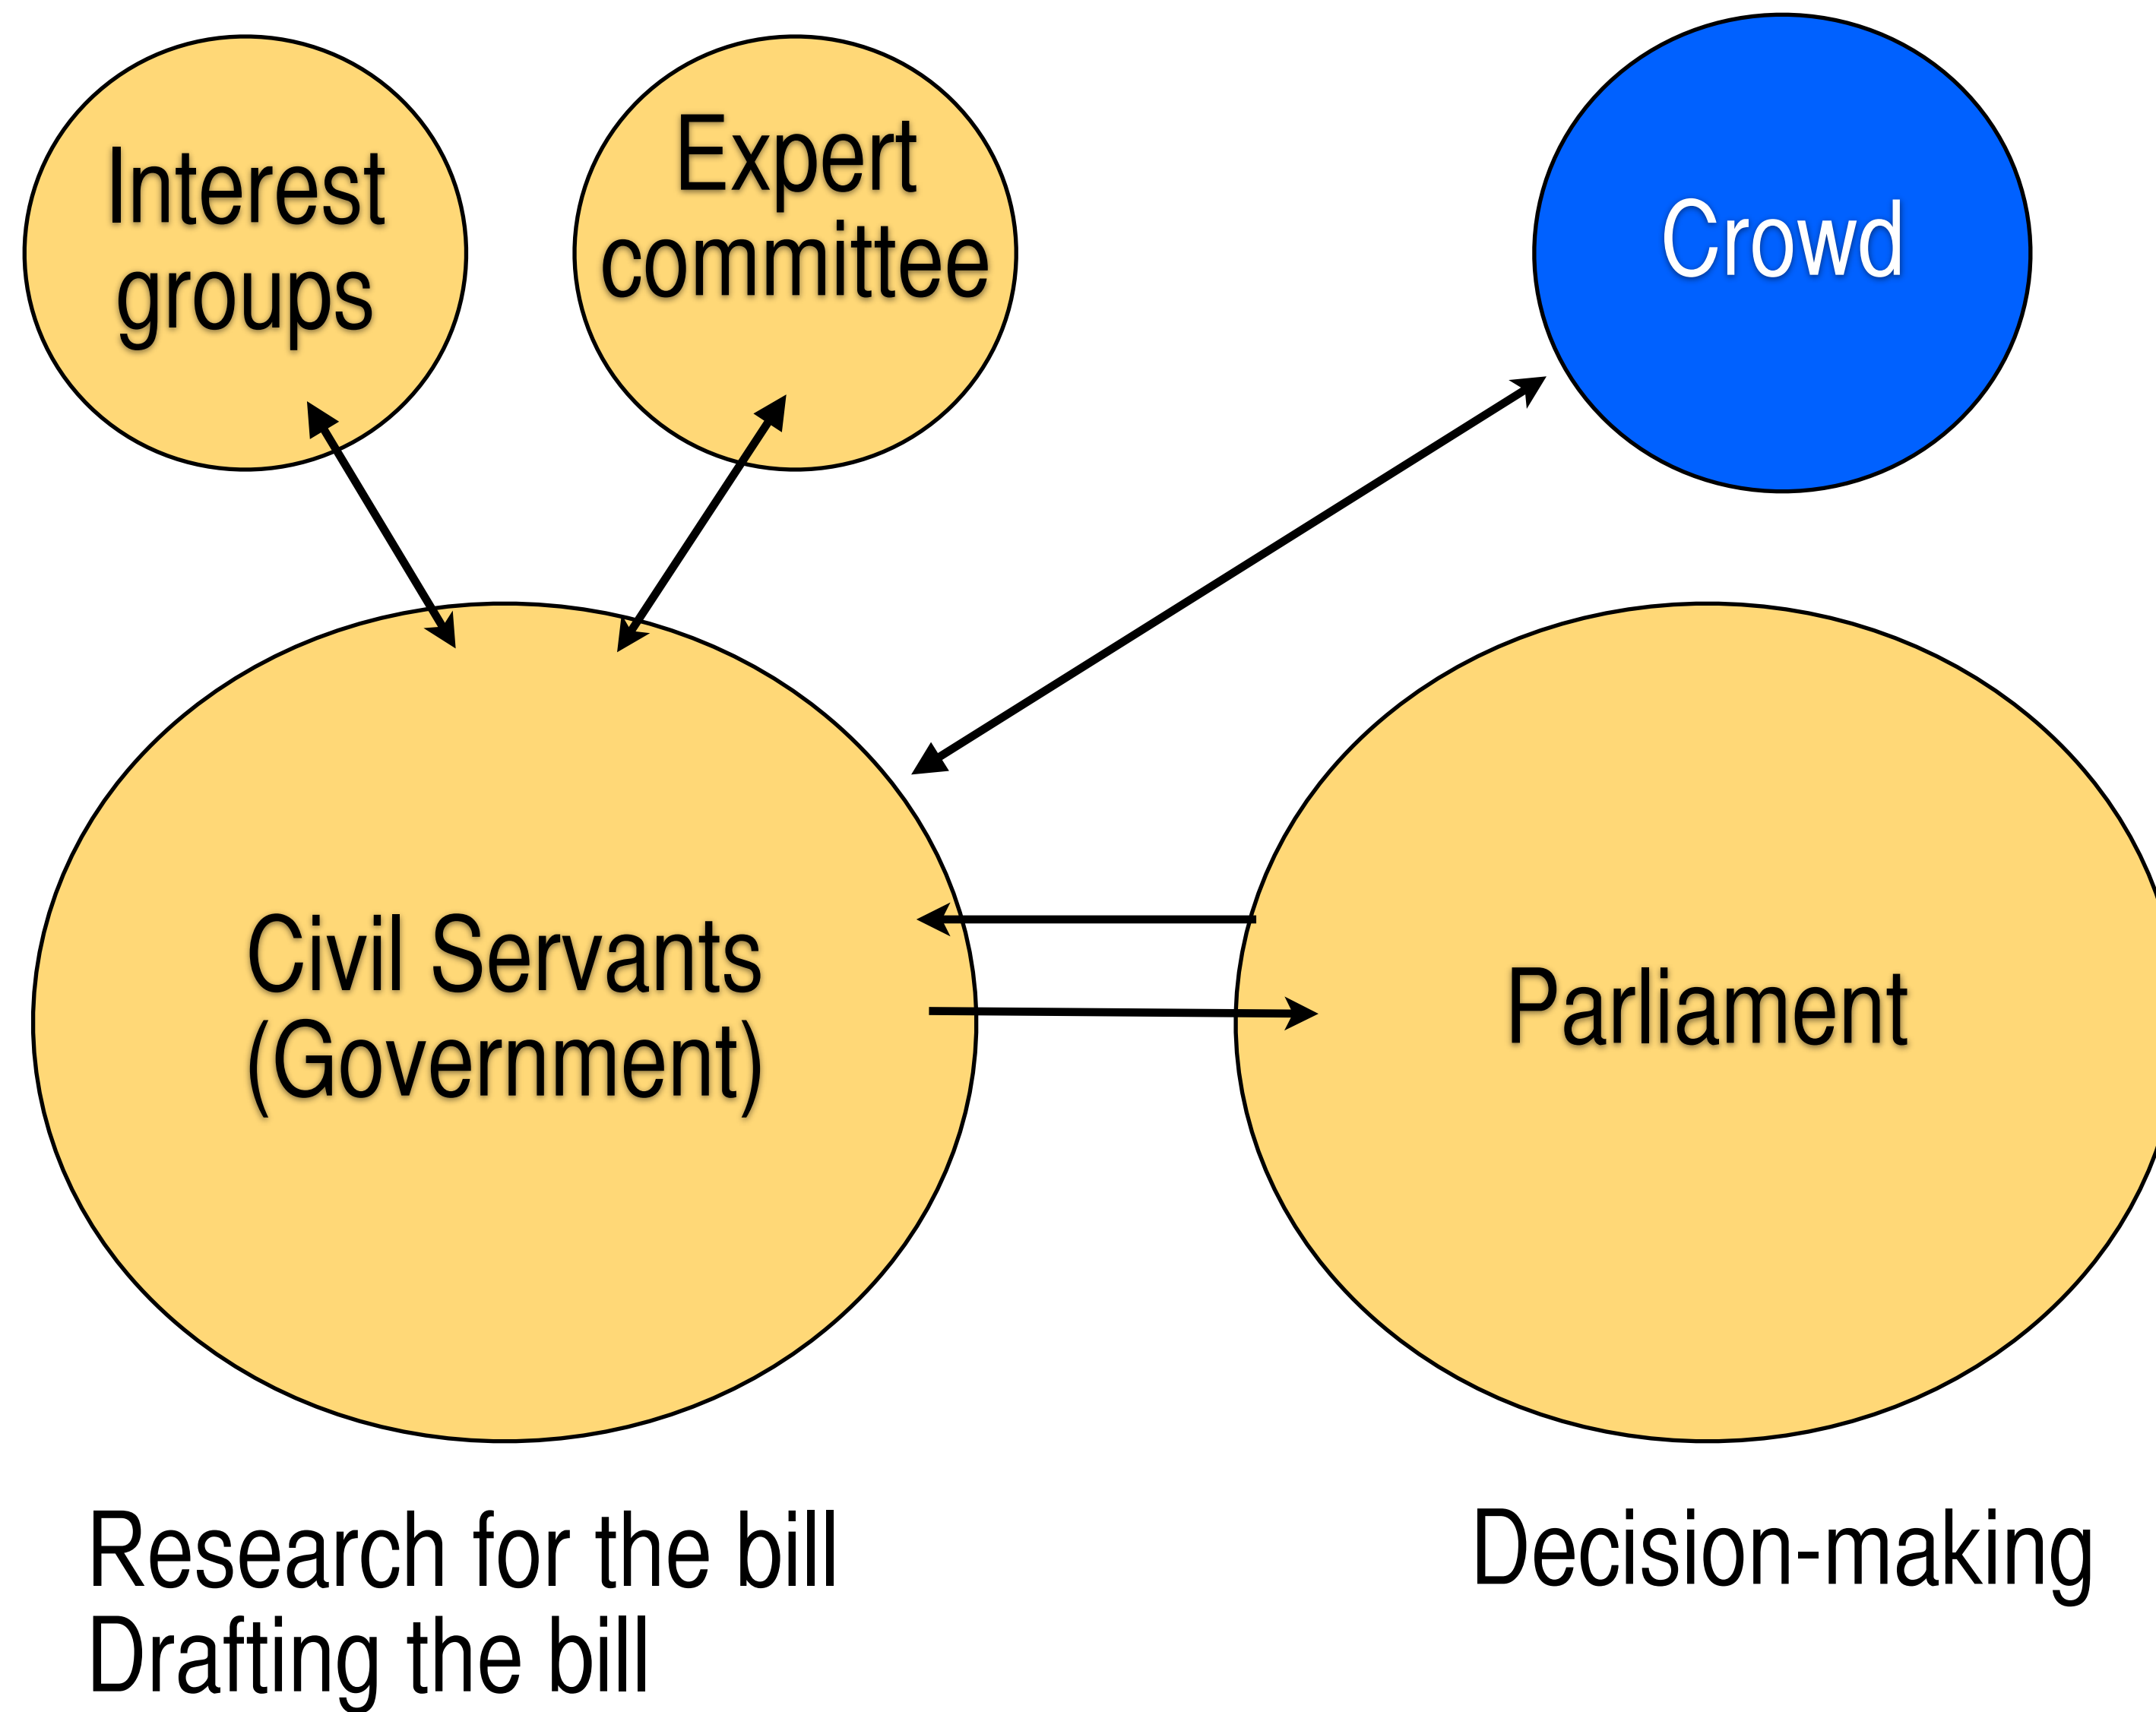 Interest
groups
Expert
committee
Crowd
Civil Servants
(Government)
Parliament
Research for the bill
Drafting the bill
Decision-making